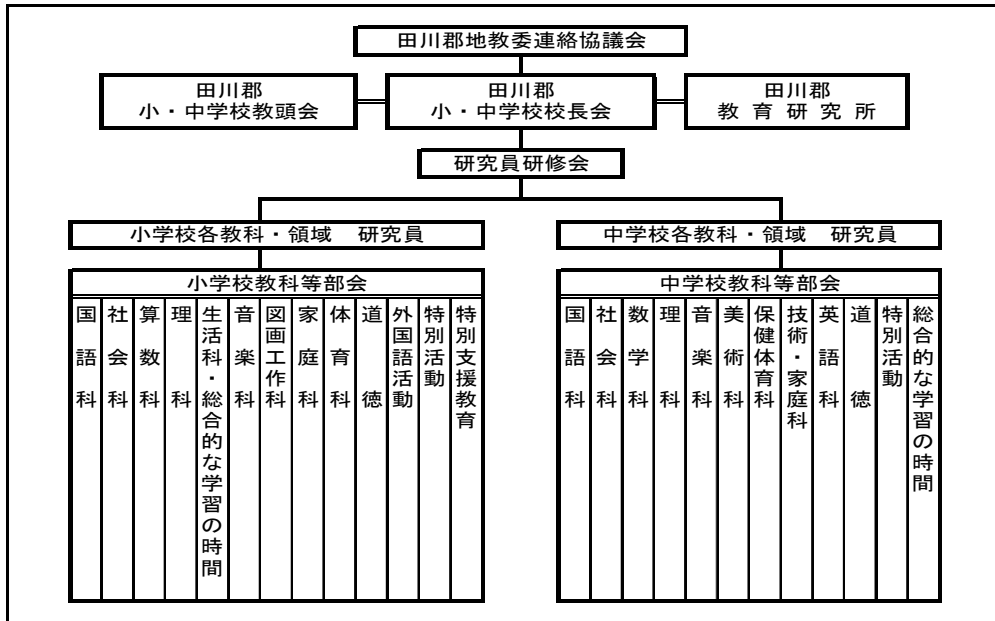 田川郡地教委連絡協議会
田川郡
小・中学校教頭会
田川郡
小・中学校校長会
田川郡
教育研究所
研究員研修会
小学校各教科・領域　研究員
中学校各教科・領域　研究員
小学校教科等部会
国語科
社会科
算数科
理科
生活科・総合的な学習の時間
音楽科
図画工作科
家庭科
体育科
道徳
外国語活動
特別活動
特別支援教育
中学校教科等部会
国語科
社会科
数学科
理科
音楽科
美術科
保健体育科
技術・家庭科
英語科
道徳
特別活動
総合的な学習の時間